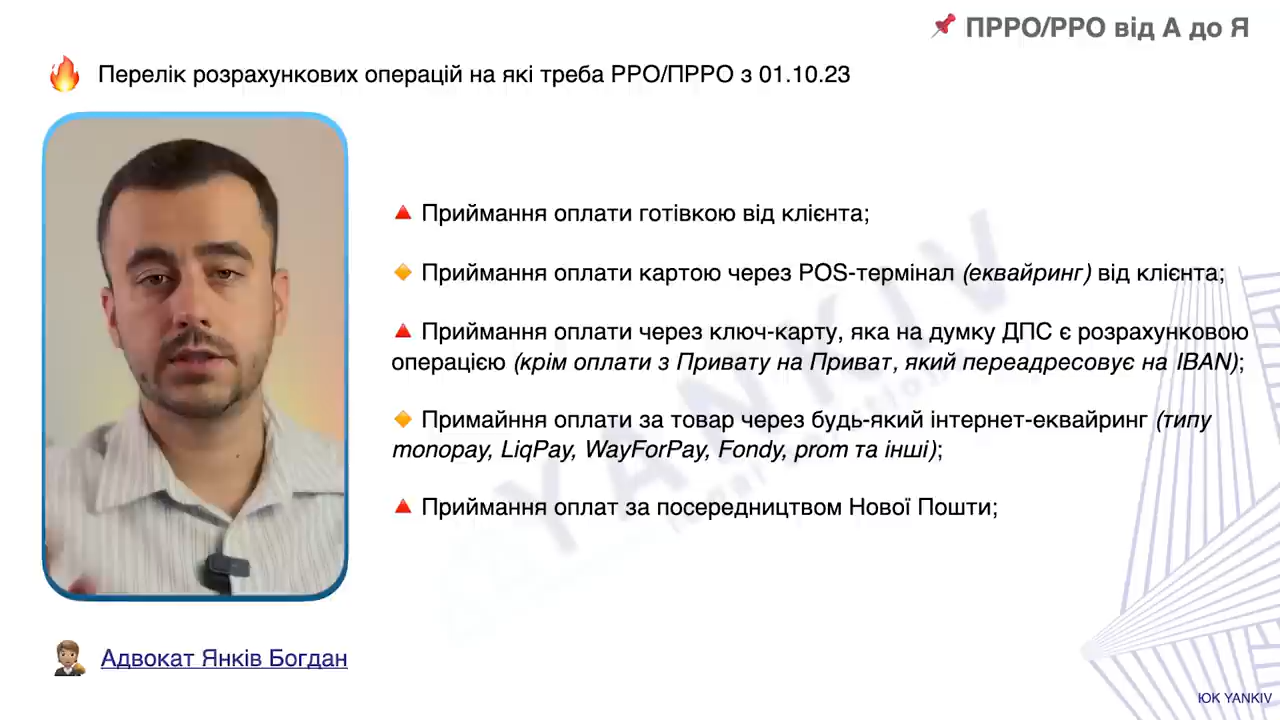 ПРРО/РРО від А до Я
Перелік розрахункових операцій на які треба РРО/ПРРО з 01.10.23
Приймання оплати готівкою від клієнта;
Приймання оплати картою через POS-термінал (еквайринг) від клієнта;
Приймання оплати через ключ-карту, яка на думку ДПС є розрахунковою
операцією (крім оплати з Привату на Приват, який переадресовує на IBAN);
Примайння оплати за товар через будь-який інтернет-еквайринг (типу
monopay, LiqPay, WayForPay, Fondy, prom та інші);
Приймання оплат за посередництвом Нової Пошти;
YANKIV
Адвокат Янків Богдан
ЮК YANKIV